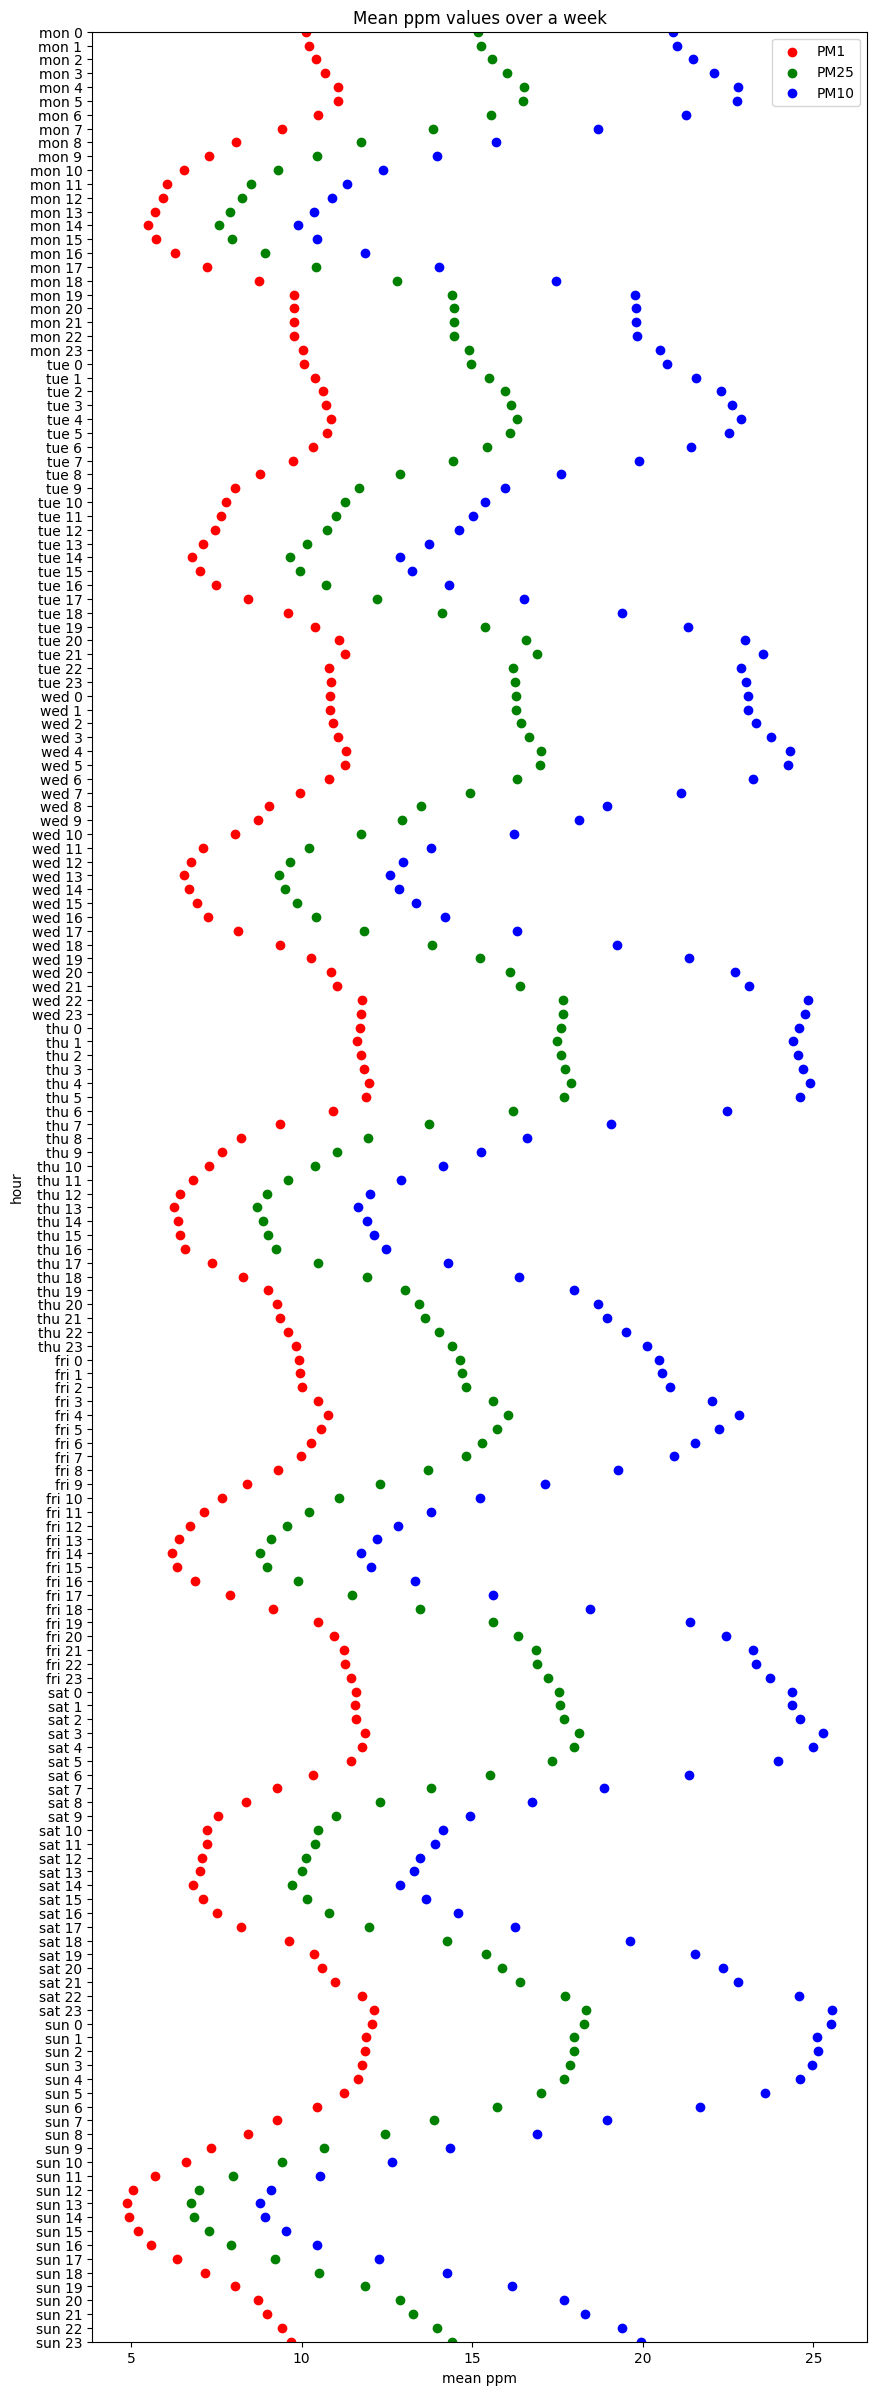 Mean ppm values over a week
PM1
PM25
PM10
hour
mon 0
mon 1
mon 2
mon 3
mon 4
mon 5
mon 6
mon 7
mon 8
mon 9
mon 10
mon 11
mon 12
mon 13
mon 14
mon 15
mon 16
mon 17
mon 18
mon 19
mon 20
mon 21
mon 22
mon 23
tue 0
tue 1
tue 2
tue 3
tue 4
tue 5
tue 6
tue 7
tue 8
tue 9
tue 10
tue 11
tue 12
tue 13
tue 14
tue 15
tue 16
tue 17
tue 18
tue 19
tue 20
tue 21
tue 22
tue 23
wed 0
wed 1
wed 2
wed 3
wed 4
wed 5
wed 6
wed 7
wed 8
wed 9
wed 10
wed 11
wed 12
wed 13
wed 14
wed 15
wed 16
wed 17
wed 18
wed 19
wed 20
wed 21
wed 22
wed 23
thu 0
thu 1
thu 2
thu 3
thu 4
thu 5
thu 6
thu 7
thu 8
thu 9
thu 10
thu 11
thu 12
thu 13
thu 14
thu 15
thu 16
thu 17
thu 18
thu 19
thu 20
thu 21
thu 22
thu 23
fri 0
fri 1
fri 2
fri 3
fri 4
fri 5
fri 6
fri 7
fri 8
fri 9
fri 10
fri 11
fri 12
fri 13
fri 14
fri 15
fri 16
fri 17
fri 18
fri 19
fri 20
fri 21
fri 22
fri 23
sat 0
sat 1
sat 2
sat 3
sat 4
sat 5
sat 6
sat 7
sat 8
sat 9
sat 10
sat 11
sat 12
sat 13
sat 14
sat 15
sat 16
sat 17
sat 18
sat 19
sat 20
sat 21
sat 22
sat 23
sun 0
sun 1
sun 2
sun 3
sun 4
sun 5
sun 6
sun 7
sun 8
sun 9
sun 10
sun 11
sun 12
sun 13
sun 14
sun 15
sun 16
sun 17
sun 18
sun 19
sun 20
sun 21
sun 22
sun 23
5 10 15 20 25
mean ppm